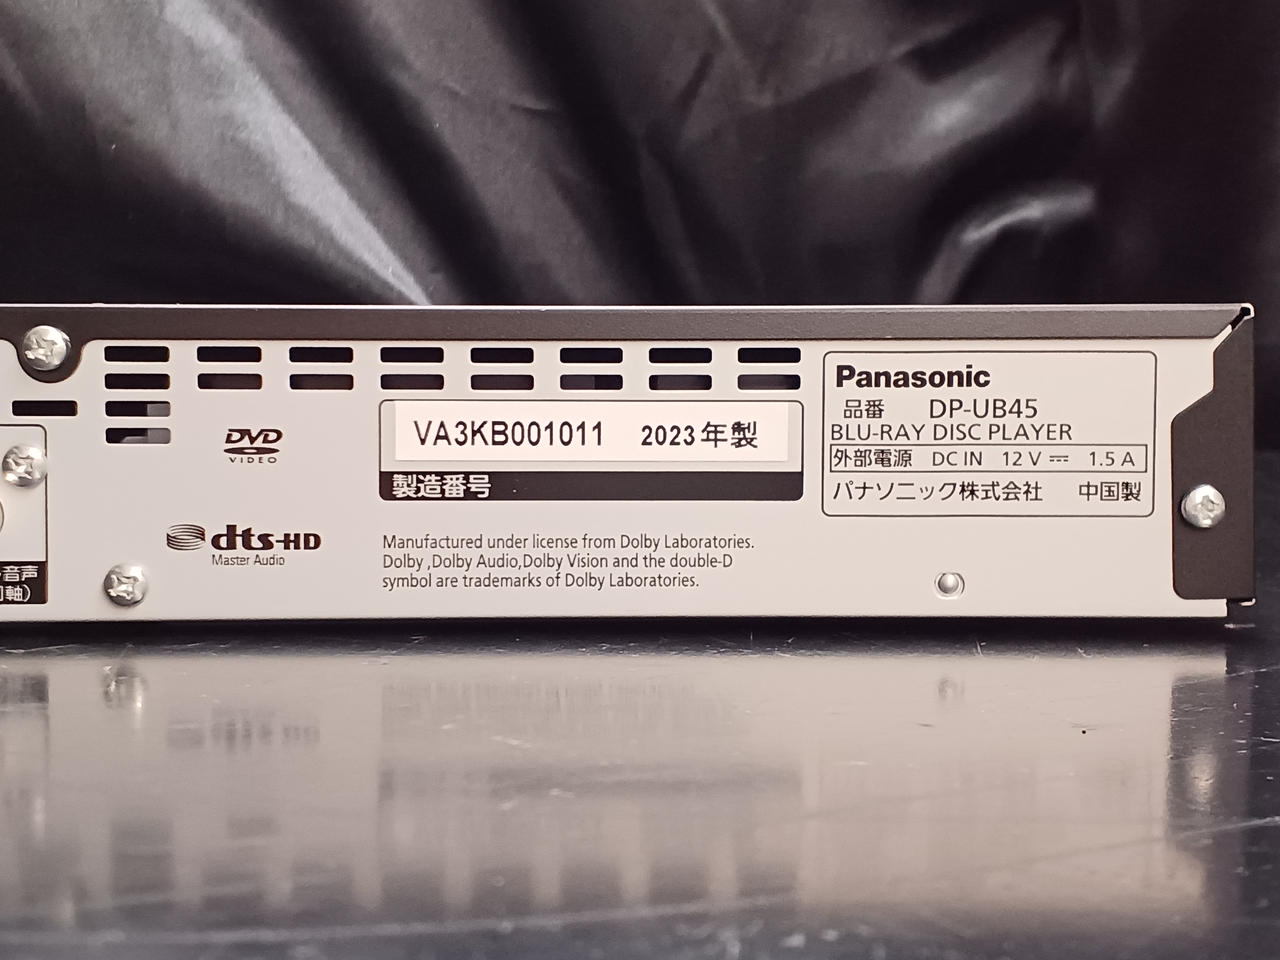 DVD
VIDEO
dts-HD
Master Audio
音声
軸)
VA3KB001011 2023年製
製造番号
Manufactured under license from Dolby Laboratories.
Dolby ,Dolby Audio,Dolby Vision and the double-D
symbol are trademarks of Dolby Laboratories.
Panasonic
品番 DP-UB45
BLU-RAY DISC PLAYER
外部電源 DC IN 12 V ⎓ 1.5 A
パナソニック株式会社 中国製